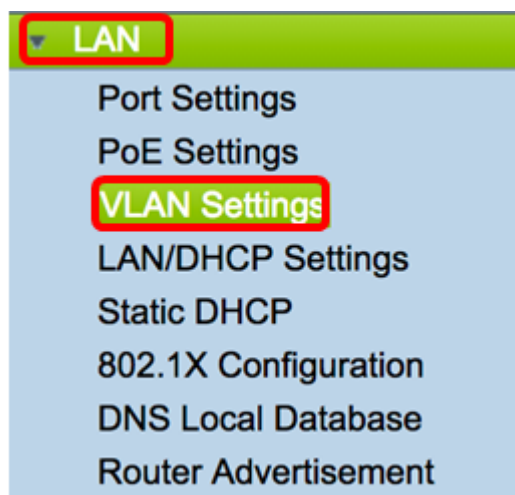 LAN
Port Settings
PoE Settings
VLAN Settings
LAN/DHCP Settings
Static DHCP
802.1X Configuration
DNS Local Database
Router Advertisement